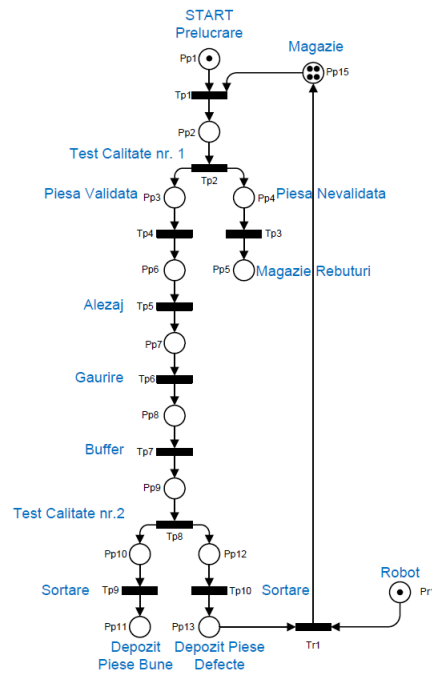 START
Prelucrare
Magazie
Pp1
Pp15
Tp1
Pp2
Test Calitate nr. 1
Tp2
Piesa Validata
Pp3
Pp4
Piesa Nevalidata
Tp4
Tp3
Pp6
Pp5
Magazie Rebuturi
Alezaj
Tp5
Pp7
Gaurire
Tp6
Pp8
Buffer
Tp7
Pp9
Test Calitate nr.2
Tp8
Pp10
Pp12
Robot
Sortare
Tp9
Tp10
Sortare
Pr
Pp11
Pp13
Tr1
Depozit
Piese Bune
Depozit Piese
Defecte